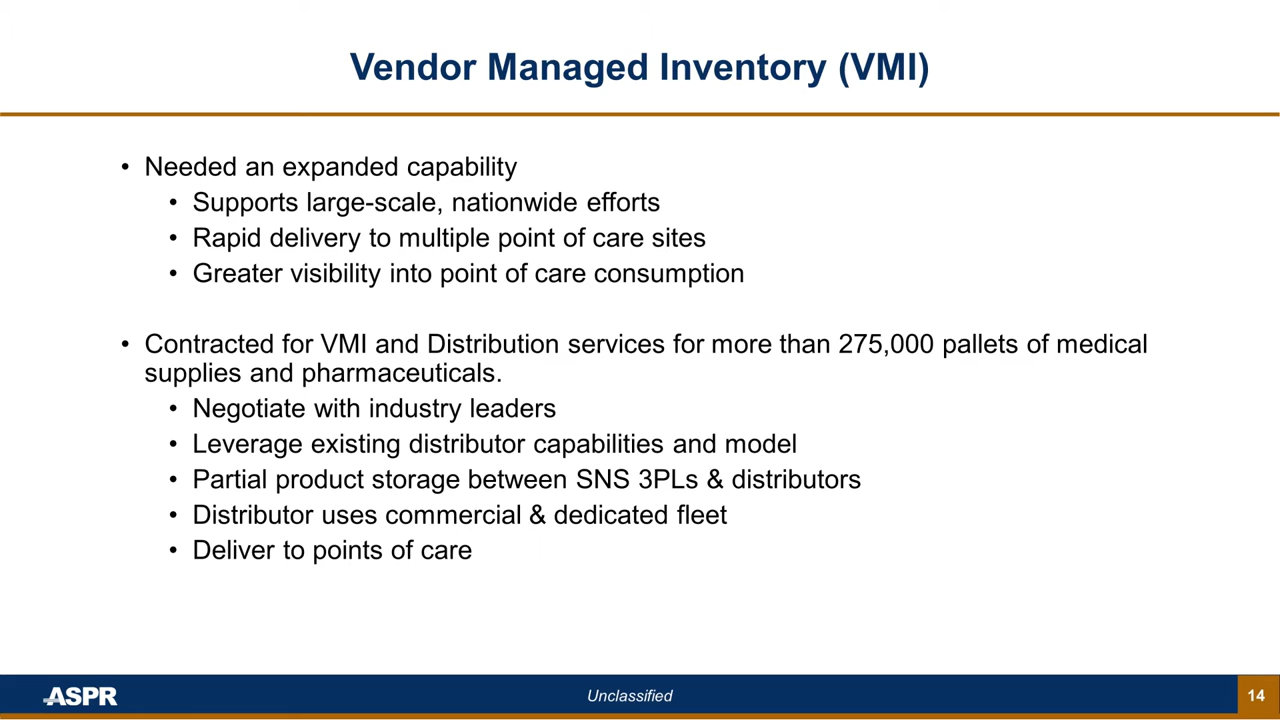 Vendor Managed Inventory (VMI)
• Needed an expanded capability
• Supports large-scale, nationwide efforts
• Rapid delivery to multiple point of care sites
• Greater visibility into point of care consumption
• Contracted for VMI and Distribution services for more than 275,000 pallets of medical
supplies and pharmaceuticals.
• Negotiate with industry leaders
• Leverage existing distributor capabilities and model
• Partial product storage between SNS 3PLs & distributors
• Distributor uses commercial & dedicated fleet
• Deliver to points of care
ASPR
Unclassified
14